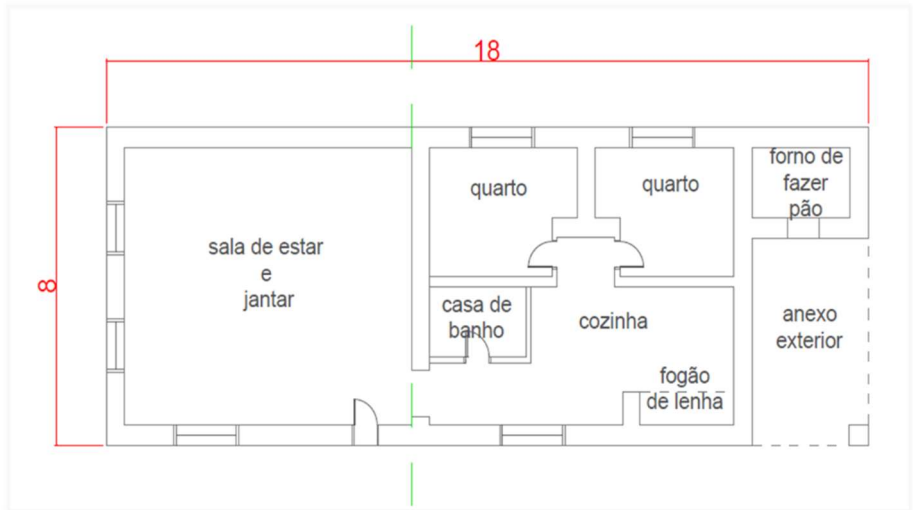 18
forno de
fazer
pão
quarto
quarto
sala de estar
e
jantar
8
casa de
banho
cozinha
anexo
exterior
fogão
de lenha